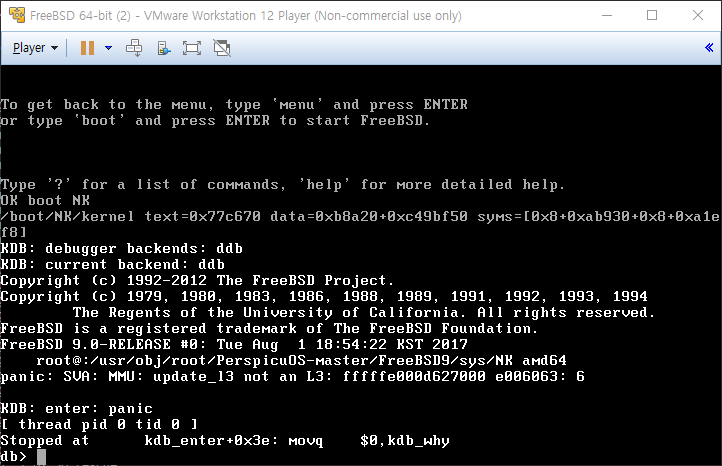 FreeBSD 64-bit (2) - VMware Workstation 12 Player (Non-commercial use only)
Player
To get back to the menu, type `menu' and press ENTER
or type `boot' and press ENTER to start FreeBSD.
Type '?' for a list of commands, 'help' for more detailed help.
OK boot NK
/boot/NK/kernel text=0x77c670 data=0xb8a20+0xc49bf50 syms=[0x8+0xab930+0x8+0xa1e
f8]
KDB: debugger backends: ddb
KDB: current backend: ddb
Copyright (c) 1992-2012 The FreeBSD Project.
Copyright (c) 1979, 1980, 1983, 1986, 1988, 1989, 1991, 1992, 1993, 1994
The Regents of the University of California. All rights reserved.
FreeBSD is a registered trademark of The FreeBSD Foundation.
FreeBSD 9.0-RELEASE #0: Tue Aug  1 18:54:22 KST 2017
root@:/usr/obj/root/PerspicuOS-master/FreeBSD9/sys/NK amd64
panic: SVA: MMU: update_l3 not an L3: fffffe000d627000 e006063: 6
KDB: enter: panic
[ thread pid 0 tid 0 ]
Stopped at      kdb_enter+0x3e: movq    $0,kdb_why
db>